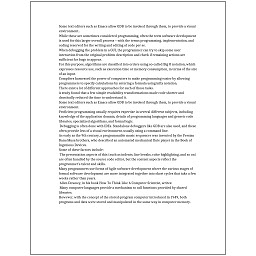 Some text editors such as Emacs allow GDB to be invoked through them, to provide a visual
environment.
While these are sometimes considered programming, often the term software development
is used for this larger overall process – with the terms programming, implementation, and
coding reserved for the writing and editing of code per se.
When debugging the problem in a GUI, the programmer can try to skip some user
interaction from the original problem description and check if remaining actions are
sufficient for bugs to appear.
For this purpose, algorithms are classified into orders using so-called Big O notation, which
expresses resource use, such as execution time or memory consumption, in terms of the size
of an input.
Compilers harnessed the power of computers to make programming easier by allowing
programmers to specify calculations by entering a formula using infix notation.
There exist a lot of different approaches for each of those tasks.
A study found that a few simple readability transformations made code shorter and
drastically reduced the time to understand it.
Some text editors such as Emacs allow GDB to be invoked through them, to provide a visual
environment.
Proficient programming usually requires expertise in several different subjects, including
knowledge of the application domain, details of programming languages and generic code
libraries, specialized algorithms, and formal logic.
Debugging is often done with IDEs. Standalone debuggers like GDB are also used, and these
often provide less of a visual environment, usually using a command line.
As early as the 9th century, a programmable music sequencer was invented by the Persian
Banu Musa brothers, who described an automated mechanical flute player in the Book of
Ingenious Devices.
Some of these factors include:
The presentation aspects of this (such as indents, line breaks, color highlighting, and so on)
are often handled by the source code editor, but the content aspects reflect the
programmer's talent and skills.
Many programmers use forms of Agile software development where the various stages of
formal software development are more integrated together into short cycles that take a few
weeks rather than years.
Allen Downey, in his book How To Think Like A Computer Scientist, writes:
Many computer languages provide a mechanism to call functions provided by shared
libraries.
However, with the concept of the stored-program computer introduced in 1949, both
programs and data were stored and manipulated in the same way in computer memory.